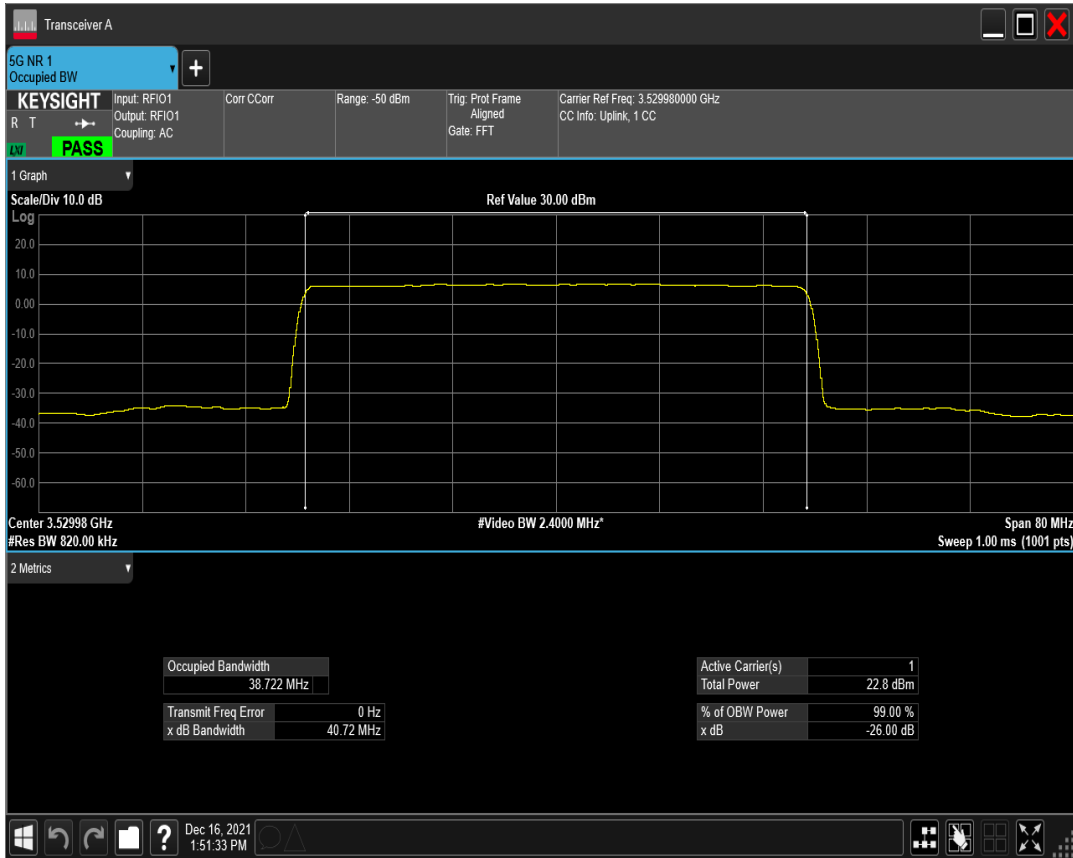 Transceiver A
5G NR 1
Occupied BW
+
KEYSIGHT
R T
LXI
PASS
Input: RFIO1
Output: RFIO1
Coupling: AC
Corr CCorr
Range: -50 dBm
Trig: Prot Frame
Aligned
Gate: FFT
Carrier Ref Freq: 3.529980000 GHz
CC Info: Uplink, 1 CC
1 Graph
Scale/Div 10.0 dB
Ref Value 30.00 dBm
Log
20.0
10.0
0.00
-10.0
-20.0
-30.0
-40.0
-50.0
-60.0
Center 3.52998 GHz
#Video BW 2.4000 MHz*
Span 80 MHz
#Res BW 820.00 kHz
Sweep 1.00 ms (1001 pts)
2 Metrics
Occupied Bandwidth
38.722 MHz
Transmit Freq Error 0 Hz
x dB Bandwidth 40.72 MHz
Active Carrier(s) 1
Total Power 22.8 dBm
% of OBW Power 99.00 %
x dB -26.00 dB
?
Dec 16, 2021
1:51:33 PM